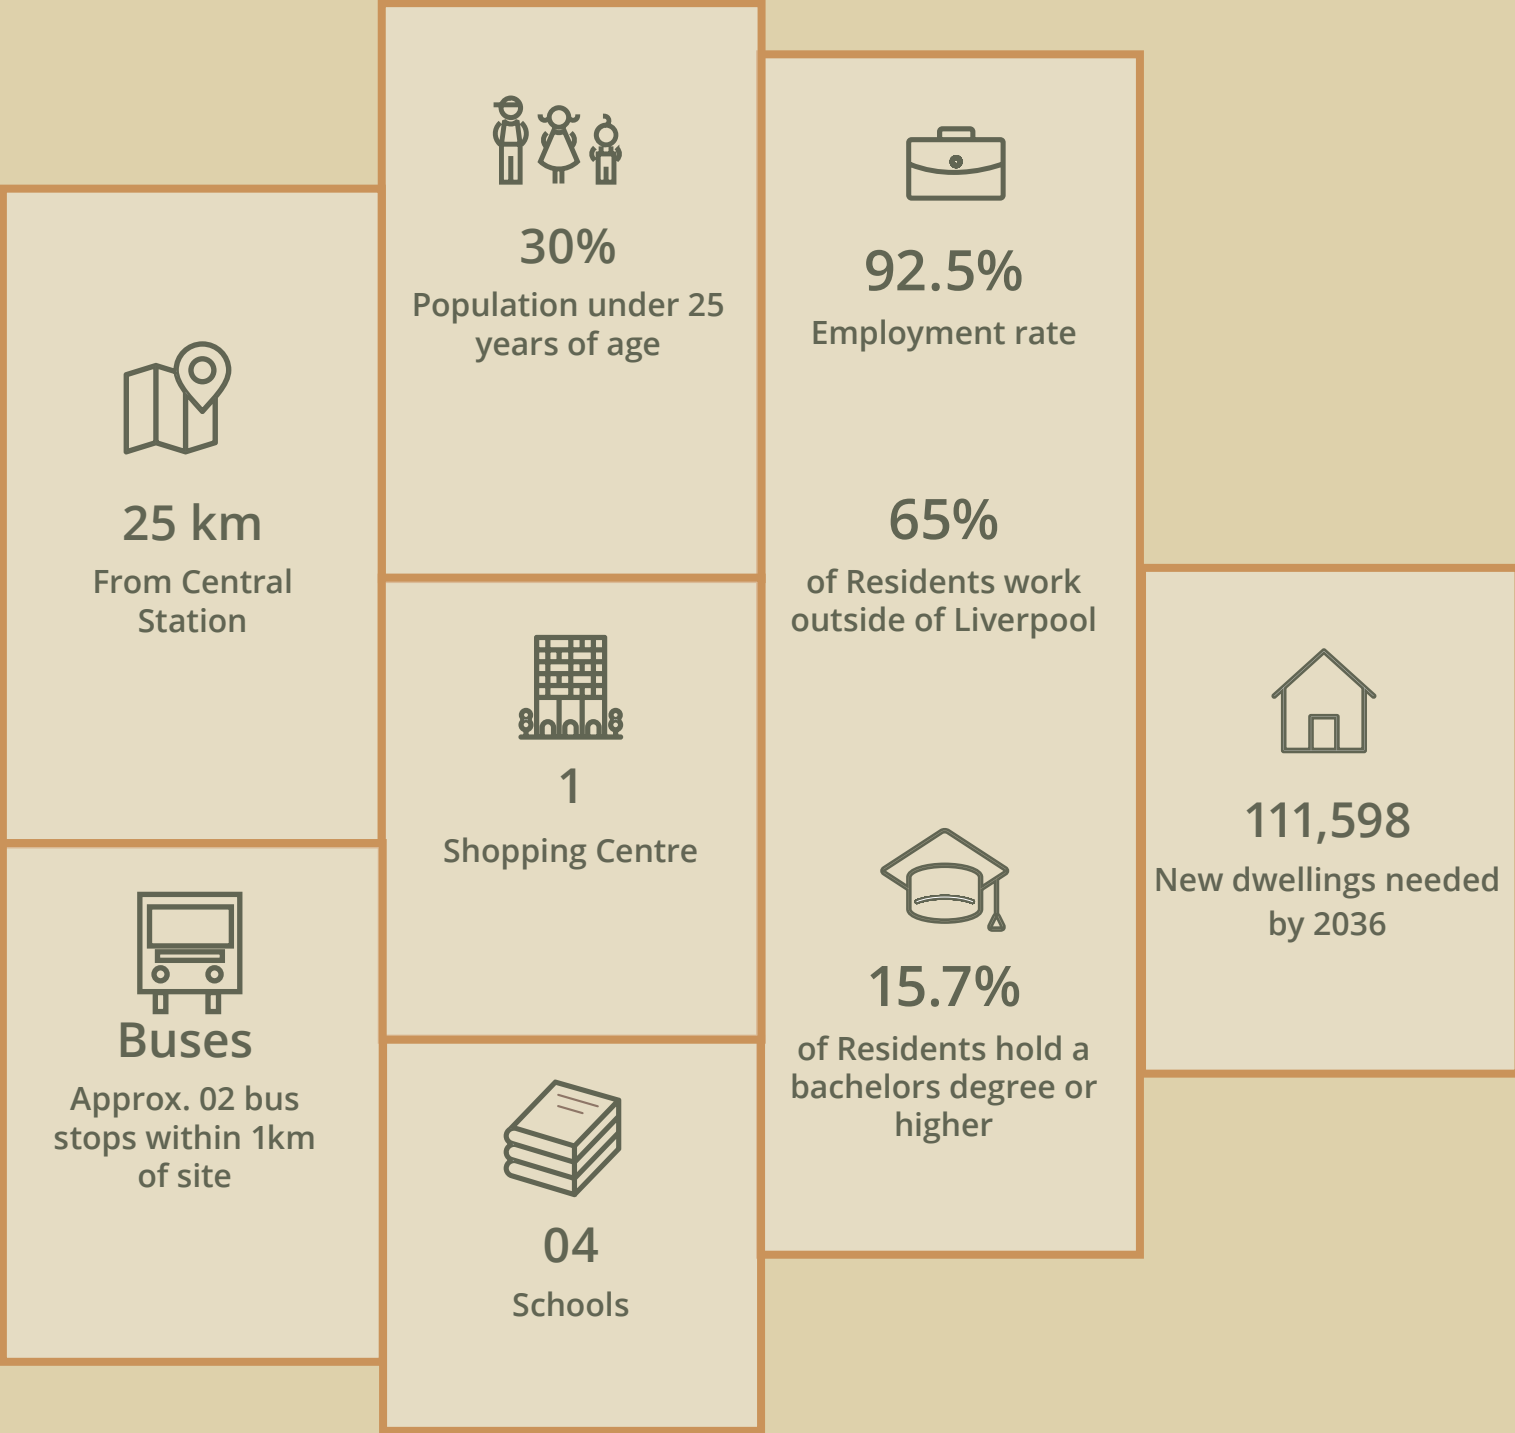 25 km
From Central
Station
Buses
Approx. 02 bus
stops within 1km
of site
30%
Population under 25
years of age
1
Shopping Centre
04
Schools
92.5%
Employment rate
65%
of Residents work
outside of Liverpool
15.7%
of Residents hold a
bachelors degree or
higher
111,598
New dwellings needed
by 2036